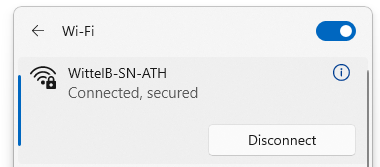 Wi-Fi
WittelB-SN-ATH
Connected, secured
Disconnect